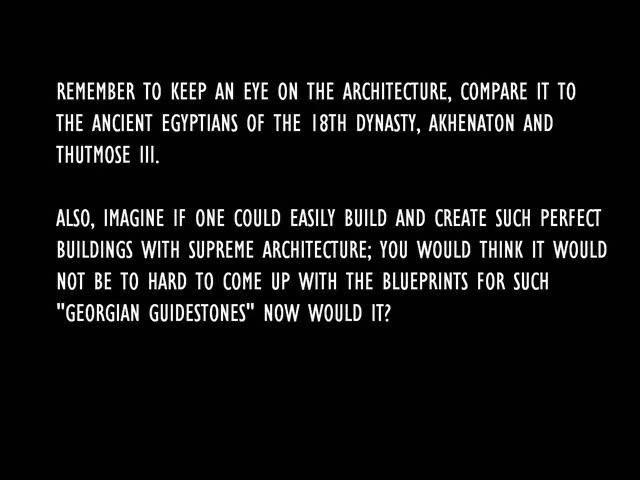 REMEMBER TO KEEP AN EYE ON THE ARCHITECTURE, COMPARE IT TO
THE ANCIENT EGYPTIANS OF THE 18TH DYNASTY, AKHENATON AND
THUTMOSE III.
ALSO, IMAGINE IF ONE COULD EASILY BUILD AND CREATE SUCH PERFECT
BUILDINGS WITH SUPREME ARCHITECTURE; YOU WOULD THINK IT WOULD
NOT BE TO HARD TO COME UP WITH THE BLUEPRINTS FOR SUCH
"GEORGIAN GUIDESTONES" NOW WOULD IT?